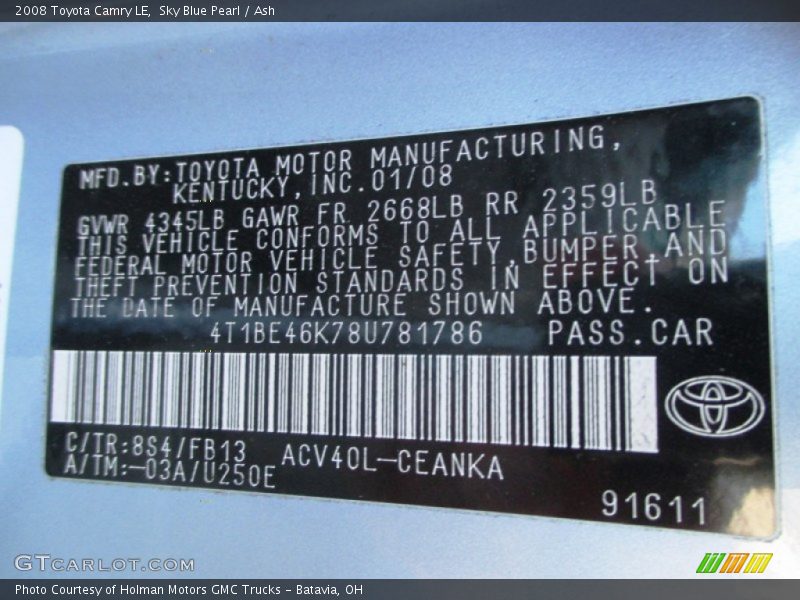 2008 Toyota Camry LE, Sky Blue Pearl / Ash
MFD.BY:TOYOTA MOTOR MANUFACTURING,
KENTUCKY,INC.01/08
GVWR 4345LB GAWR FR 2668LB RR 2359LB
THIS VEHICLE CONFORMS TO ALL APPLICABLE
FEDERAL MOTOR VEHICLE SAFETY,BUMPER,AND
THEFT PREVENTION STANDARDS IN EFFECT ON
THE DATE OF MANUFACTURE SHOWN ABOVE.
4T1BE46K78U781786 PASS.CAR
C/TR:8S4/FB13 ACV40L-CEANKA
A/TM:-03A/U250E
91611
GTCARLOT.COM
Photo Courtesy of Holman Motors GMC Trucks - Batavia, OH